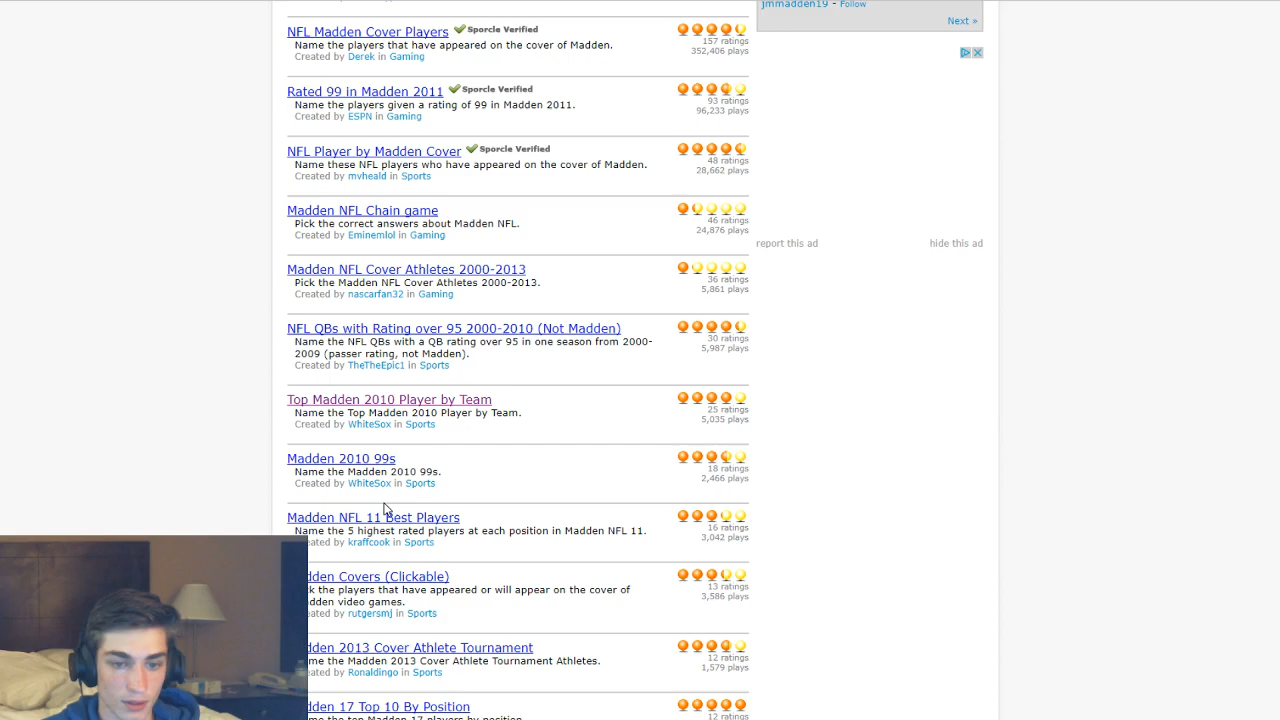 jmmadden19 - Follow
Next »
NFL Madden Cover Players Sporcle Verified
Name the players that have appeared on the cover of Madden.
Created by Derek in Gaming
157 ratings
352,406 plays
Rated 99 in Madden 2011 Sporcle Verified
Name the players given a rating of 99 in Madden 2011.
Created by ESPN in Gaming
93 ratings
96,233 plays
NFL Player by Madden Cover Sporcle Verified
Name these NFL players who have appeared on the cover of Madden.
Created by mvheald in Sports
48 ratings
28,662 plays
Madden NFL Chain game
Pick the correct answers about Madden NFL.
Created by Eminemlol in Gaming
46 ratings
24,876 plays
report this ad hide this ad
Madden NFL Cover Athletes 2000-2013
Pick the Madden NFL Cover Athletes 2000-2013.
Created by nascarfan32 in Gaming
36 ratings
5,861 plays
NFL QBs with Rating over 95 2000-2010 (Not Madden)
Name the NFL QBs with a QB rating over 95 in one season from 2000-
2009 (passer rating, not Madden).
Created by TheTheEpic1 in Sports
30 ratings
5,987 plays
Top Madden 2010 Player by Team
Name the Top Madden 2010 Player by Team.
Created by WhiteSox in Sports
25 ratings
5,035 plays
Madden 2010 99s
Name the Madden 2010 99s.
Created by WhiteSox in Sports
18 ratings
2,466 plays
Madden NFL 11 Best Players
Name the 5 highest rated players at each position in Madden NFL 11.
by kraffcook in Sports
16 ratings
3,042 plays
dden Covers (Clickable)
k the players that have appeared or will appear on the cover of
dden video games.
ated by rutgersmj in Sports
13 ratings
3,586 plays
dden 2013 Cover Athlete Tournament
me the Madden 2013 Cover Athlete Tournament Athletes.
ated by Ronaldingo in Sports
12 ratings
1,579 plays
dden 17 Top 10 By Position
me the top Madden 17 players by position.
12 ratings